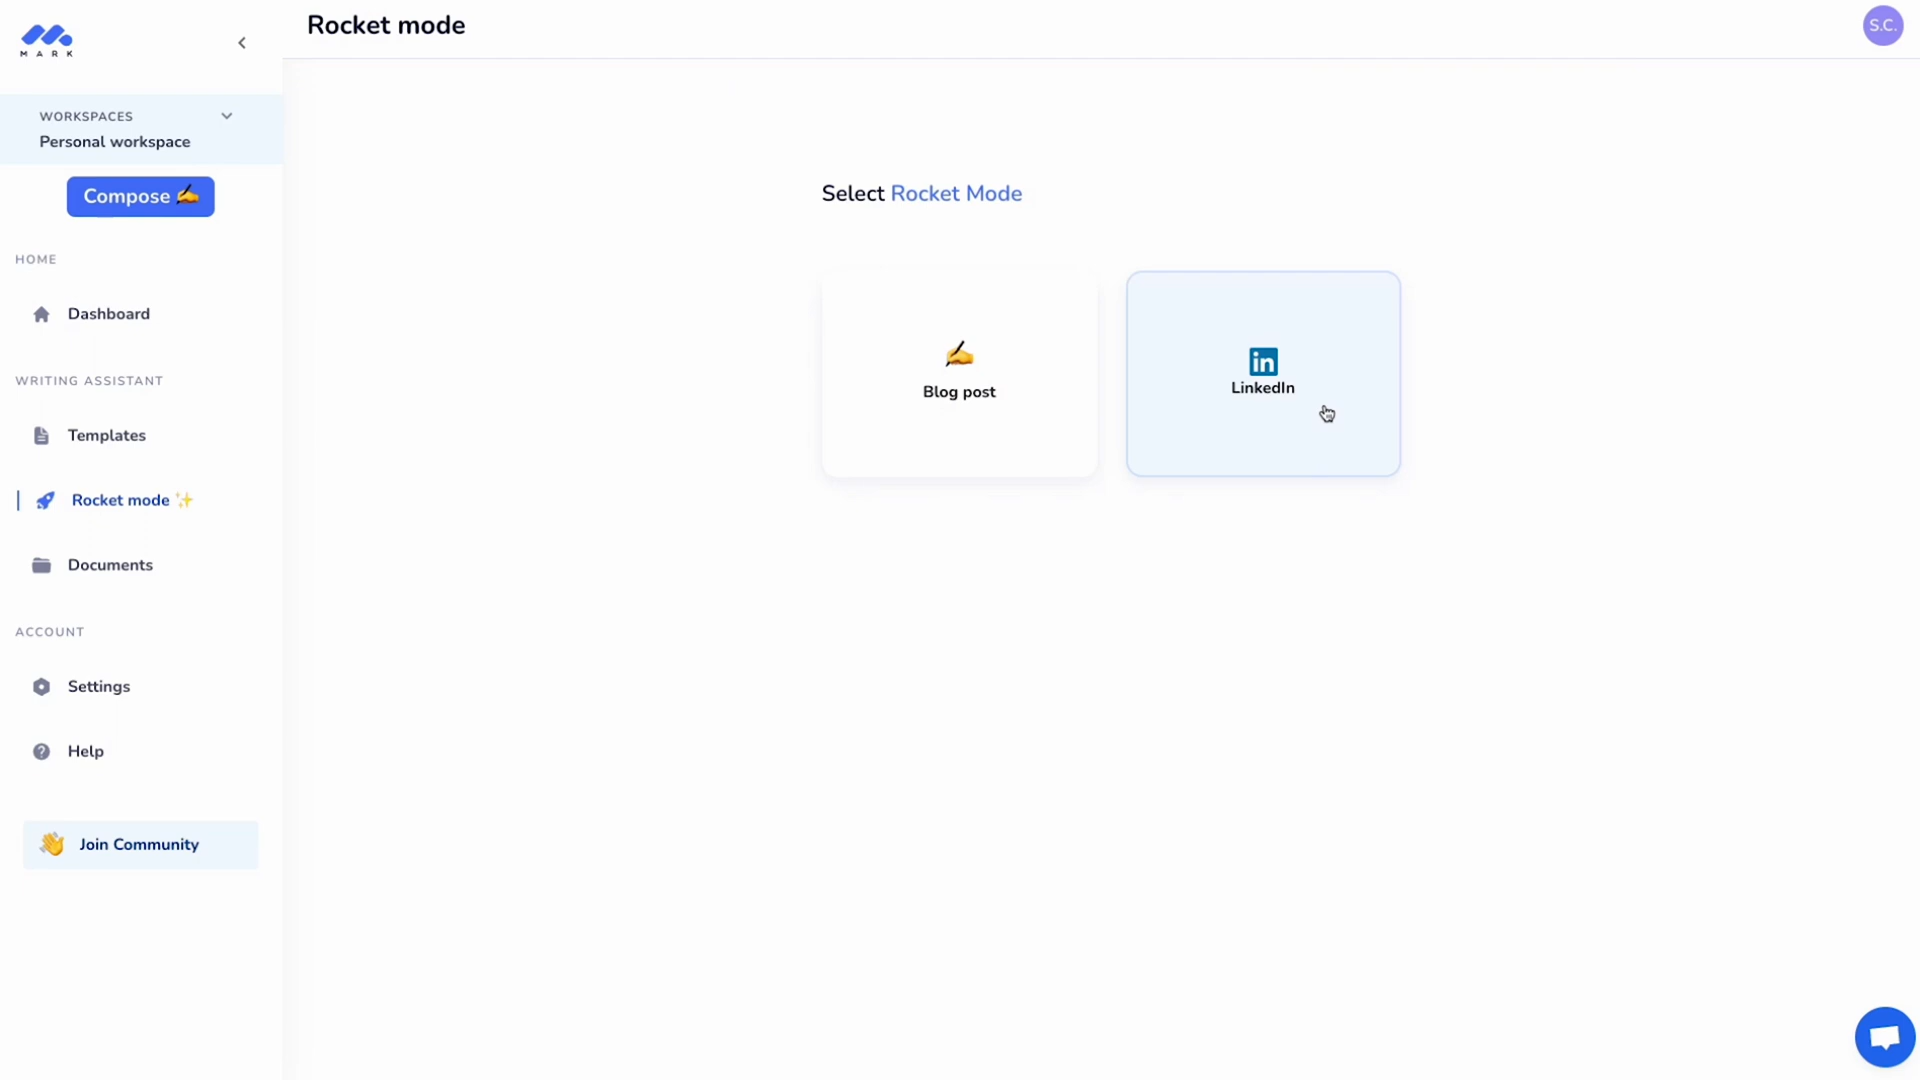 MARK
Rocket mode
S.C.
WORKSPACES
Personal workspace
Compose ✍
HOME
Dashboard
WRITING ASSISTANT
Templates
Rocket mode ✨
Documents
ACCOUNT
Settings
Help
👋 Join Community
Select Rocket Mode
Blog post
in
LinkedIn